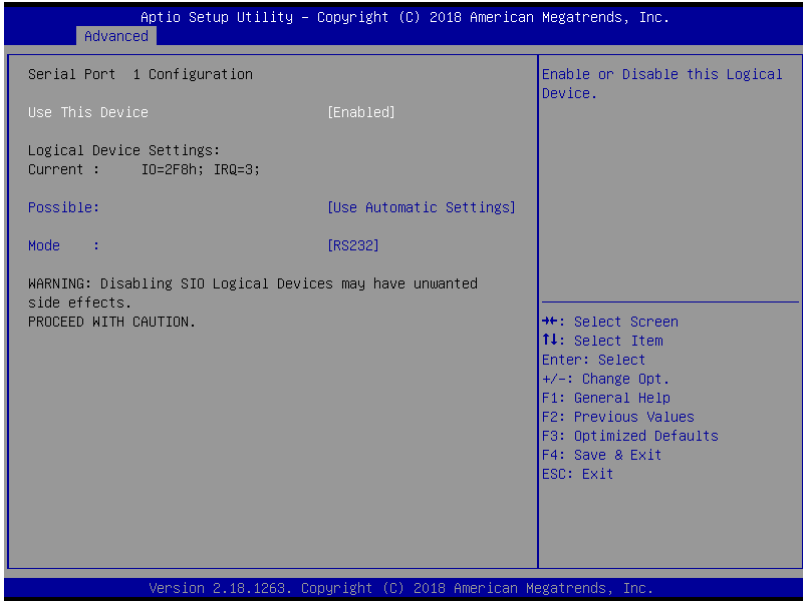 Aptio Setup Utility – Copyright (C) 2018 American Megatrends, Inc.
Advanced
Serial Port  1 Configuration
Use This Device [Enabled]
Logical Device Settings:
Current :   IO=2F8h; IRQ=3;
Possible: [Use Automatic Settings]
Mode   : [RS232]
WARNING: Disabling SIO Logical Devices may have unwanted
side effects.
PROCEED WITH CAUTION.
Enable or Disable this Logical
Device.
→←: Select Screen
↑↓: Select Item
Enter: Select
+/-: Change Opt.
F1: General Help
F2: Previous Values
F3: Optimized Defaults
F4: Save & Exit
ESC: Exit
Version 2.18.1263. Copyright (C) 2018 American Megatrends, Inc.